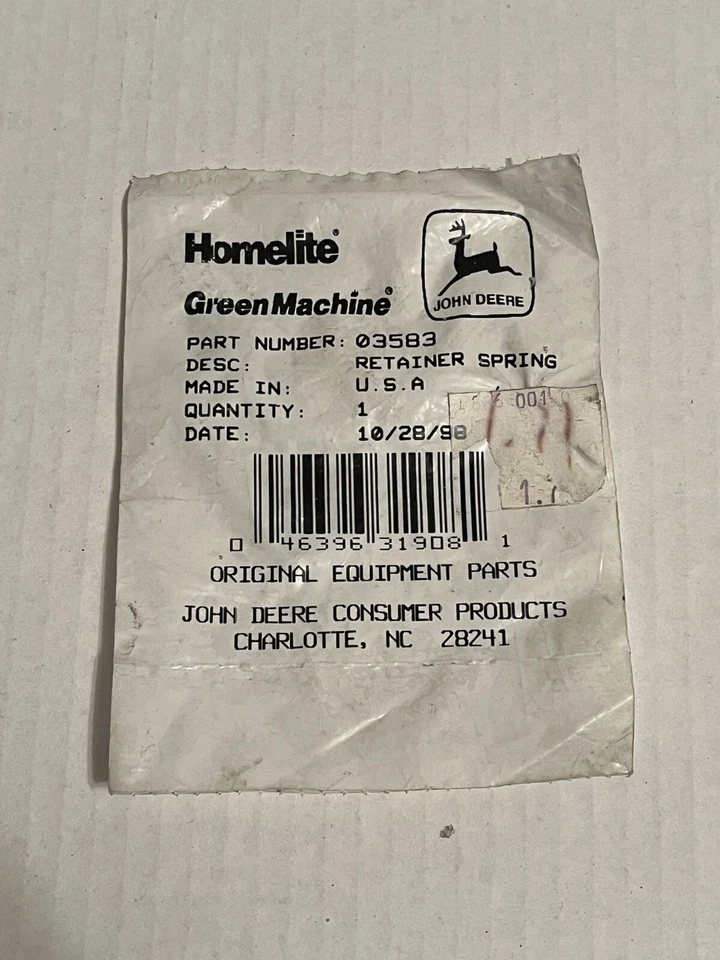 Homelite®
JOHN DEERE
GreenMachine®
PART NUMBER: 03583
DESC: RETAINER SPRING
MADE IN: U.S.A
QUANTITY: 1
DATE: 10/28/98
0 46396 31908 1
ORIGINAL EQUIPMENT PARTS
JOHN DEERE CONSUMER PRODUCTS
CHARLOTTE, NC 28241